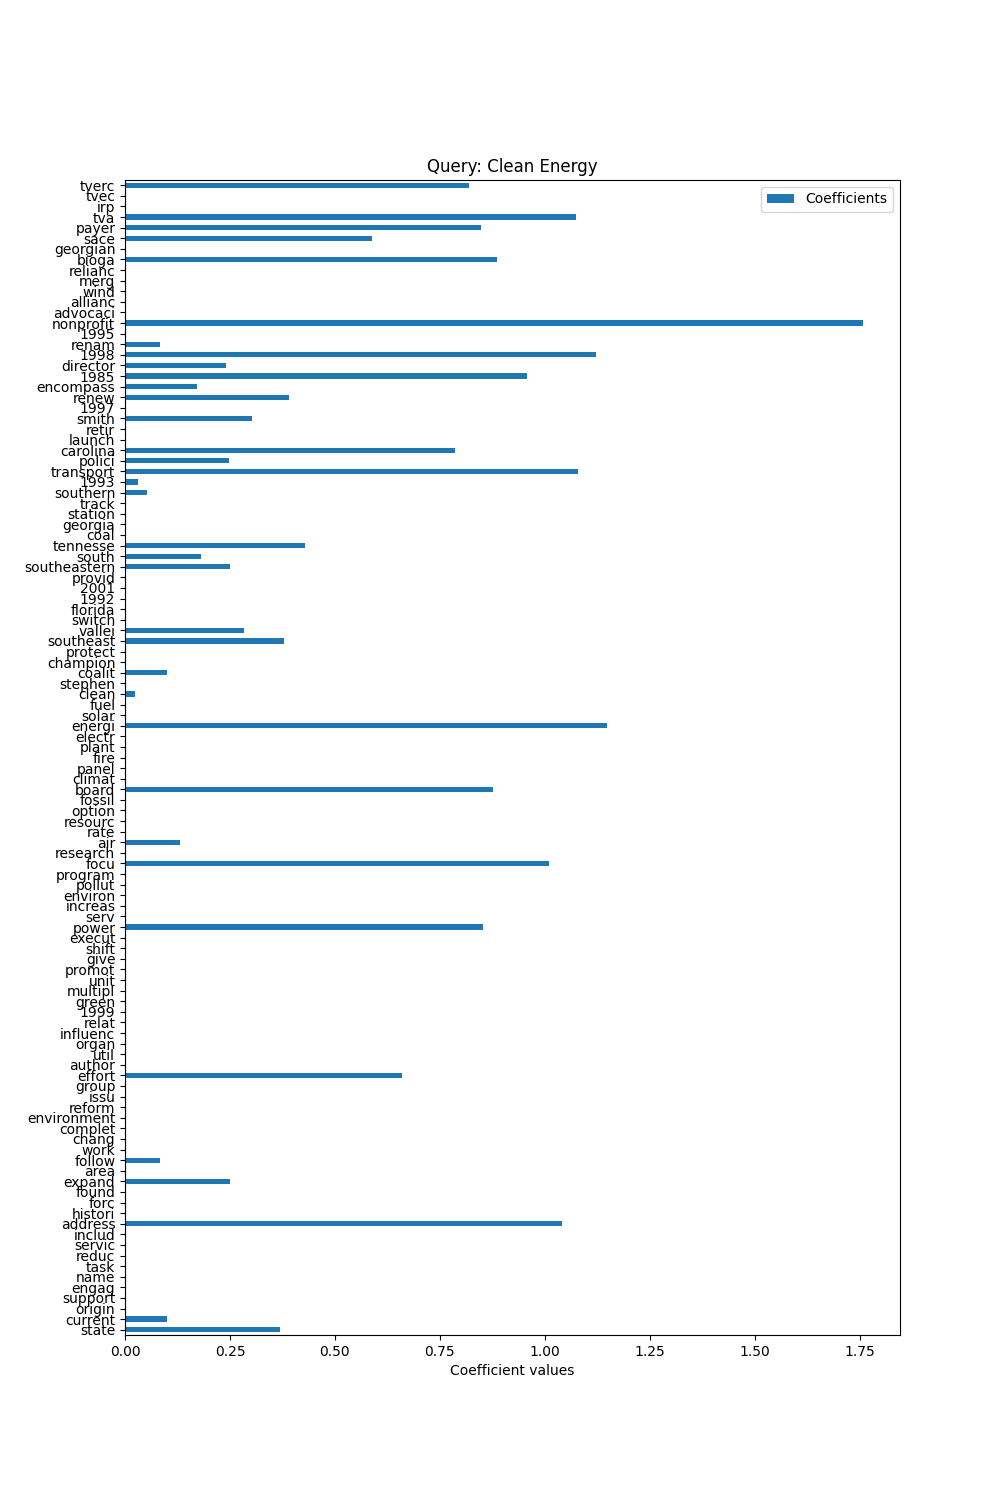 Query: Clean Energy
Coefficients
tverc
tvec
irp
tva
payer
sace
georgian
bioga
relianc
merg
wind
allianc
advocaci
nonprofit
1995
renam
1998
director
1985
encompass
renew
1997
smith
retir
launch
carolina
polici
transport
1993
southern
track
station
georgia
coal
tennesse
south
southeastern
provid
2001
1992
florida
switch
vallei
southeast
protect
champion
coalit
stephen
clean
fuel
solar
energi
electr
plant
fire
panel
climat
board
fossil
option
resourc
rate
air
research
focu
program
pollut
environ
increas
serv
power
execut
shift
give
promot
unit
multipl
green
1999
relat
influenc
organ
util
author
effort
group
issu
reform
environment
complet
chang
work
follow
area
expand
found
forc
histori
address
includ
servic
reduc
task
name
engag
support
origin
current
state
0.00 0.25 0.50 0.75 1.00 1.25 1.50 1.75
Coefficient values